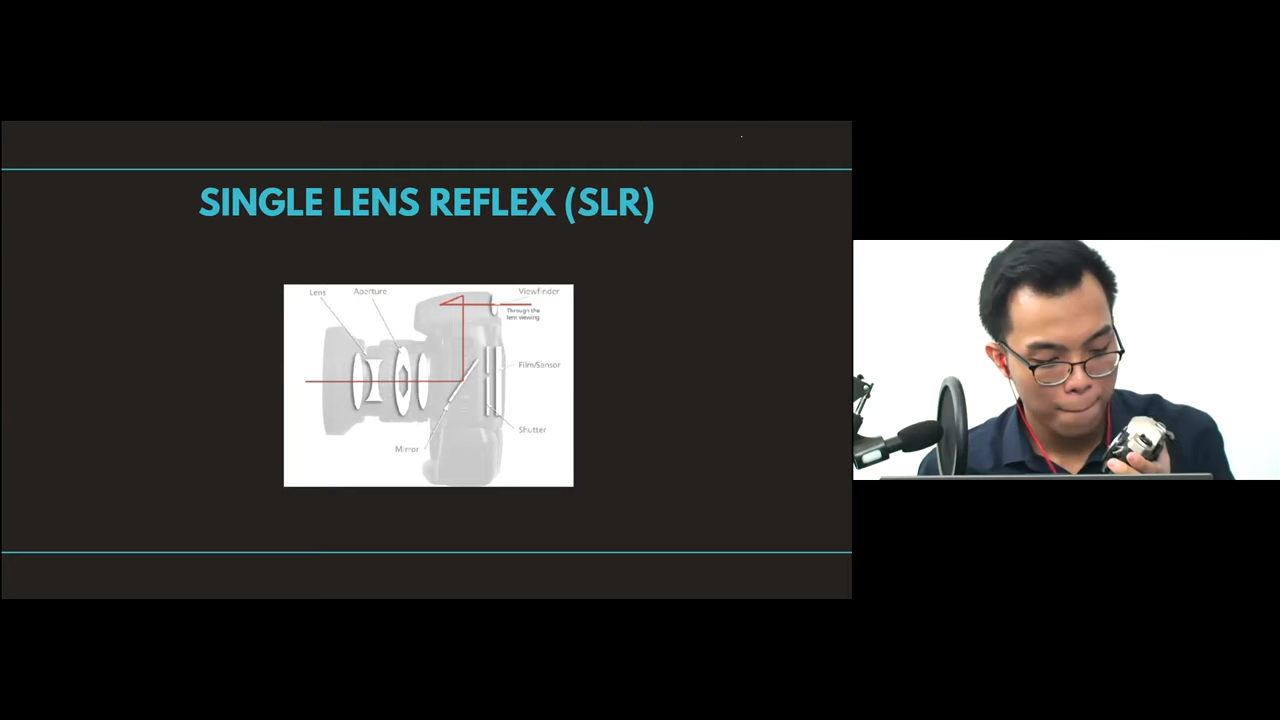 SINGLE LENS REFLEX (SLR)
Lens
Aperture
Viewfinder
Through the
lens viewing
Film/Sensor
Shutter
Mirror